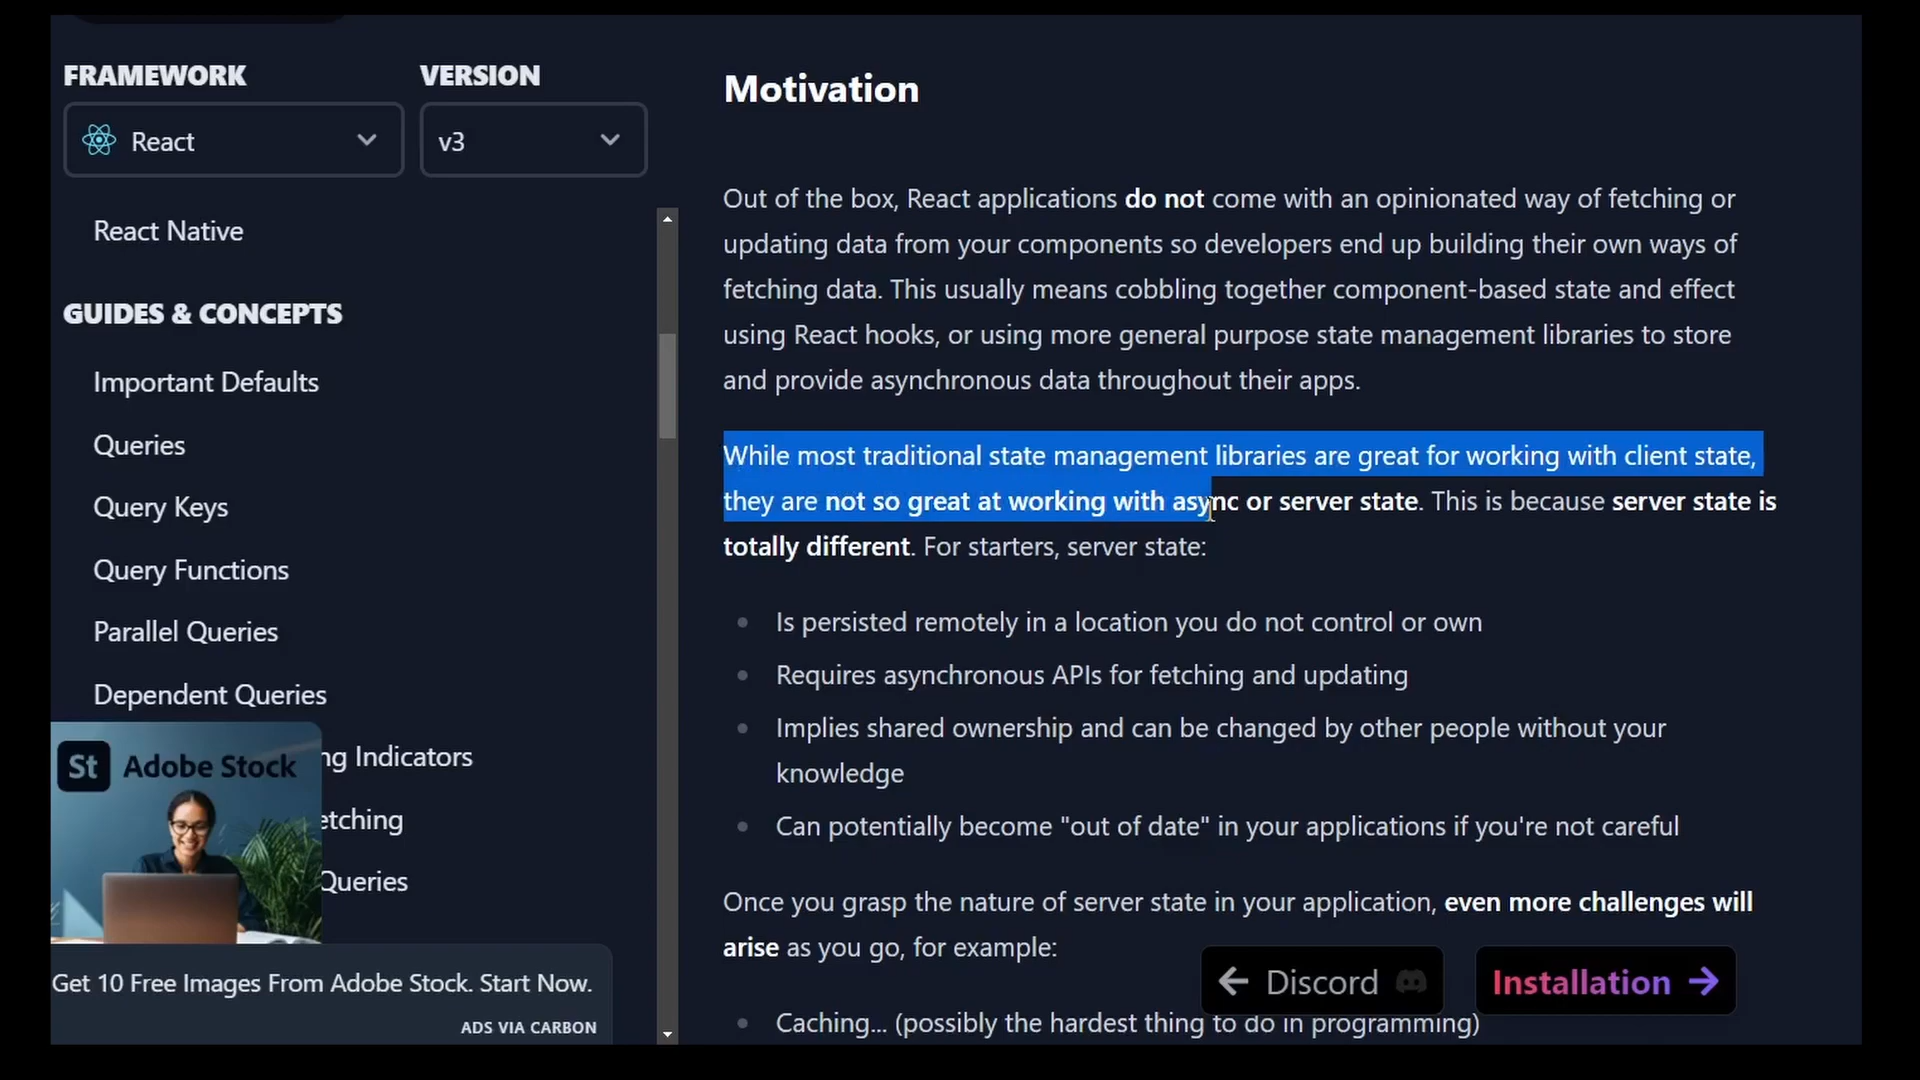 FRAMEWORK
VERSION
React
v3
React Native
GUIDES & CONCEPTS
Important Defaults
Queries
Query Keys
Query Functions
Parallel Queries
Dependent Queries
ng Indicators
etching
Queries
St Adobe Stock
Get 10 Free Images From Adobe Stock. Start Now.
ADS VIA CARBON
Motivation
Out of the box, React applications do not come with an opinionated way of fetching or
updating data from your components so developers end up building their own ways of
fetching data. This usually means cobbling together component-based state and effect
using React hooks, or using more general purpose state management libraries to store
and provide asynchronous data throughout their apps.
While most traditional state management libraries are great for working with client state,
they are not so great at working with async or server state. This is because server state is
totally different. For starters, server state:
Is persisted remotely in a location you do not control or own
Requires asynchronous APIs for fetching and updating
Implies shared ownership and can be changed by other people without your
knowledge
Can potentially become "out of date" in your applications if you're not careful
Once you grasp the nature of server state in your application, even more challenges will
arise as you go, for example:
Discord
Installation
Caching... (possibly the hardest thing to do in programming)